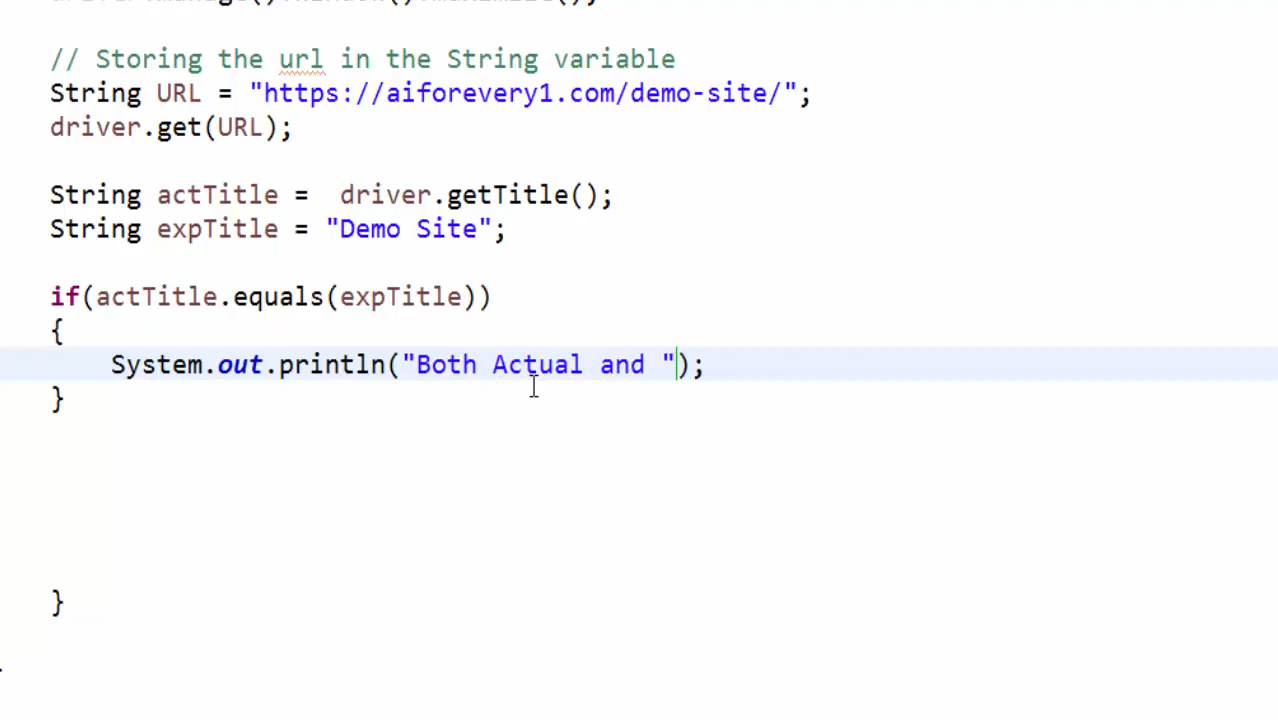 // Storing the url in the String variable
String URL = "https://aiforevery1.com/demo-site/";
driver.get(URL);
String actTitle =  driver.getTitle();
String expTitle = "Demo Site";
if(actTitle.equals(expTitle))
{
System.out.println("Both Actual and ");
}
}